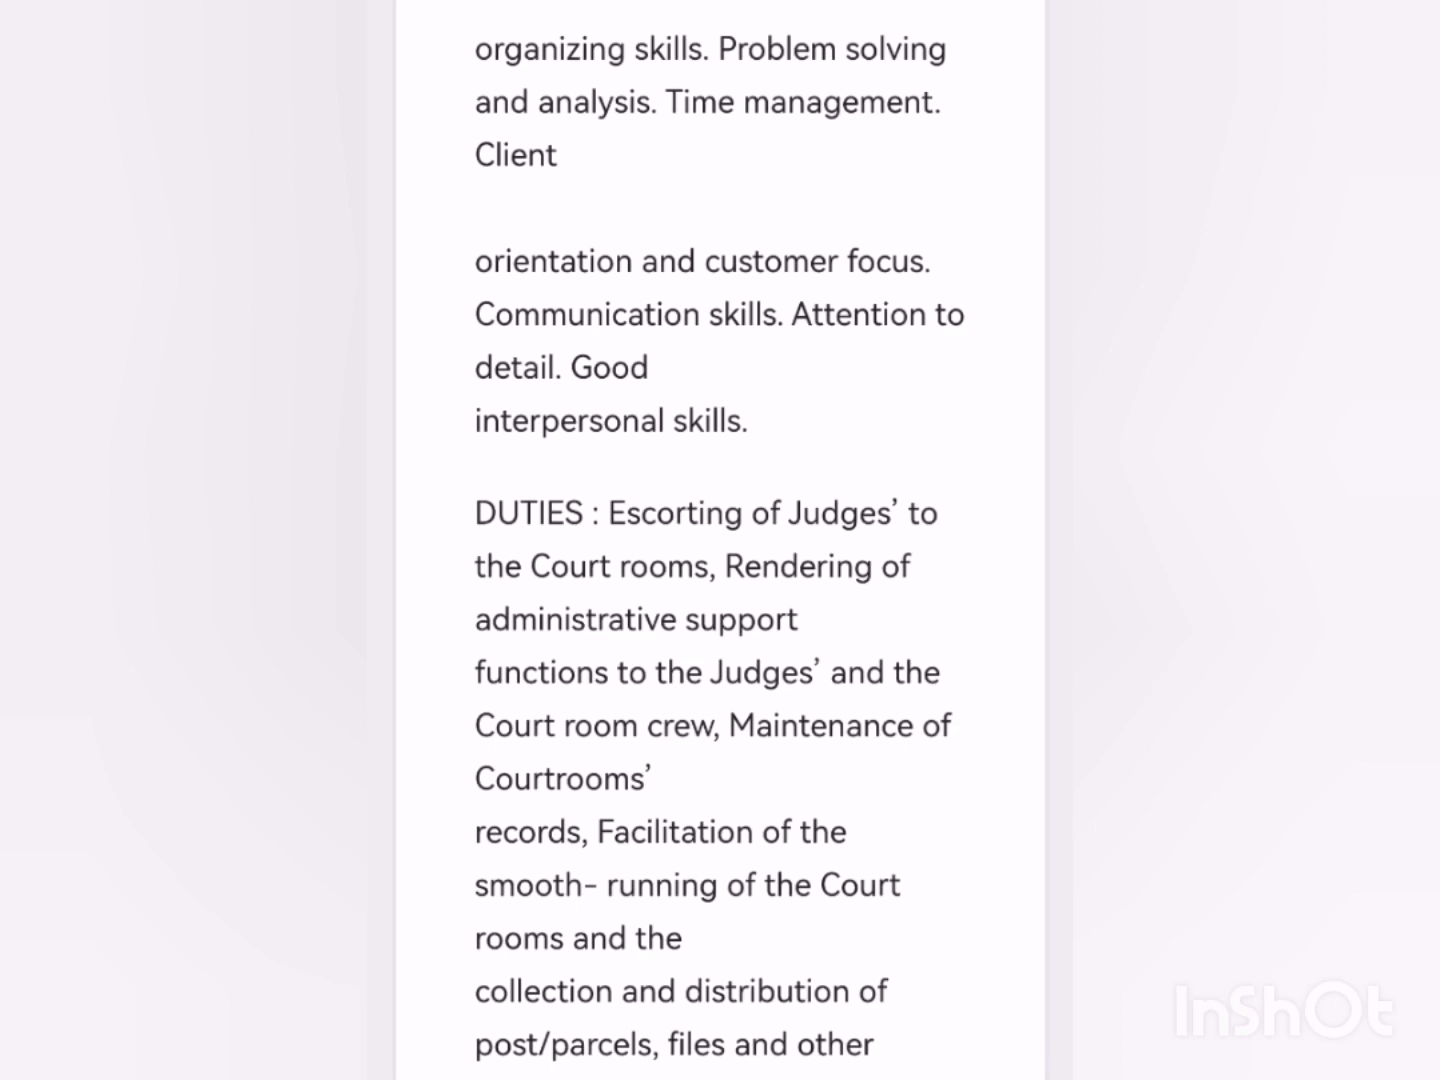 organizing skills. Problem solving
and analysis. Time management.
Client
orientation and customer focus.
Communication skills. Attention to
detail. Good
interpersonal skills.
DUTIES : Escorting of Judges’ to
the Court rooms, Rendering of
administrative support
functions to the Judges’ and the
Court room crew, Maintenance of
Courtrooms’
records, Facilitation of the
smooth- running of the Court
rooms and the
collection and distribution of
post/parcels, files and other
InShOt